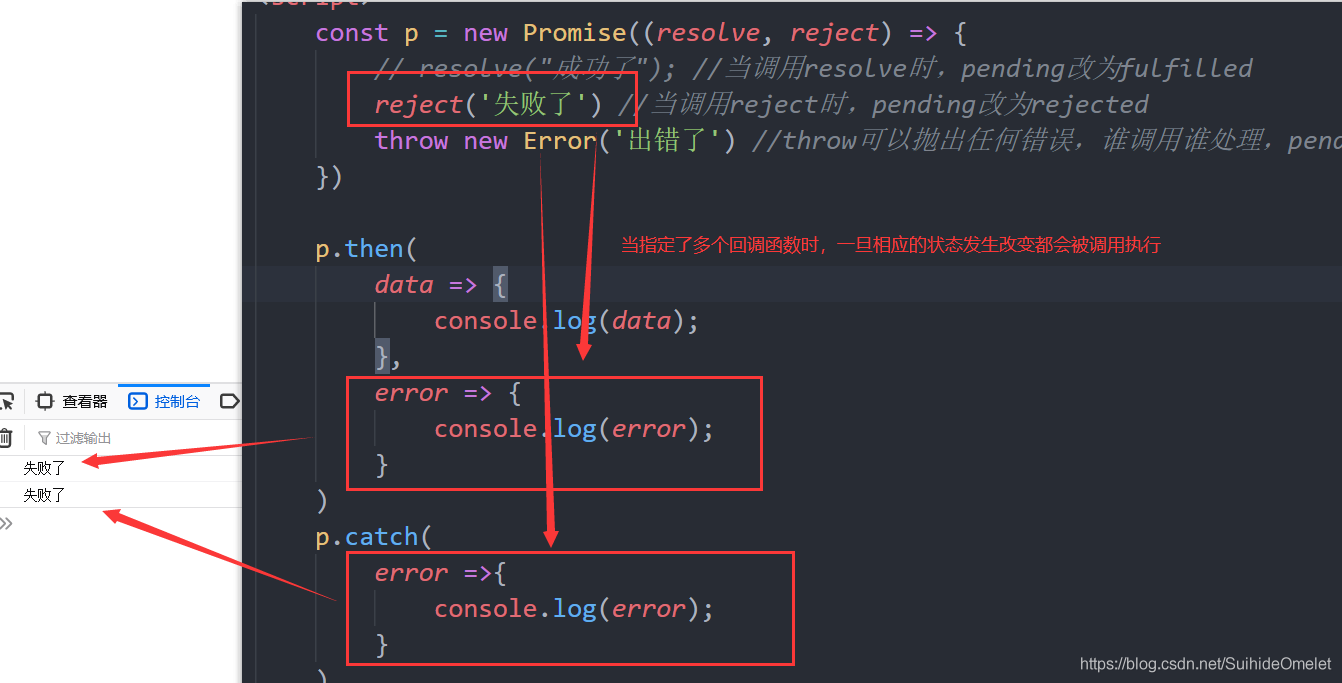 <script>
const p = new Promise((resolve, reject) => {
// resolve("成功了"); //当调用resolve时，pending改为fulfilled
reject('失败了') //当调用reject时，pending改为rejected
throw new Error('出错了') //throw可以抛出任何错误，谁调用谁处理，pend
})
p.then(
当指定了多个回调函数时，一旦相应的状态发生改变都会被调用执行
data => {
console.log(data);
},
error => {
console.log(error);
}
)
p.catch(
error =>{
console.log(error);
}
)
查看器 控制台
过滤输出
失败了
失败了
https://blog.csdn.net/SuihideOmelet